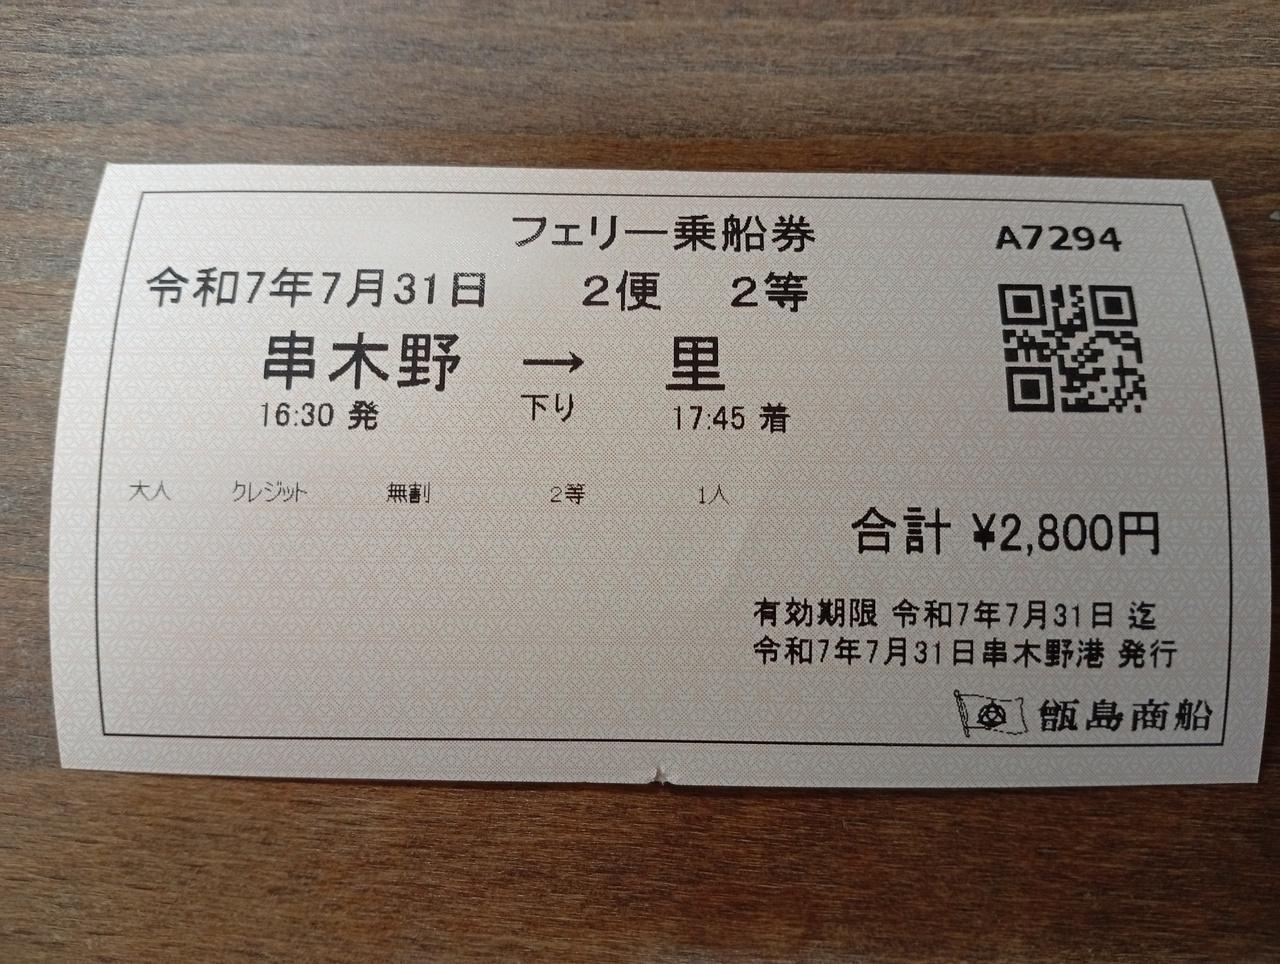 フェリー乗船券
A7294
令和7年7月31日 2便 2等
串木野 → 里
16:30 発 下り 17:45 着
大人 クレジット 無割 2等 1人
合計 ¥2,800円
有効期限 令和7年7月31日 迄
令和7年7月31日串木野港 発行
甑島商船